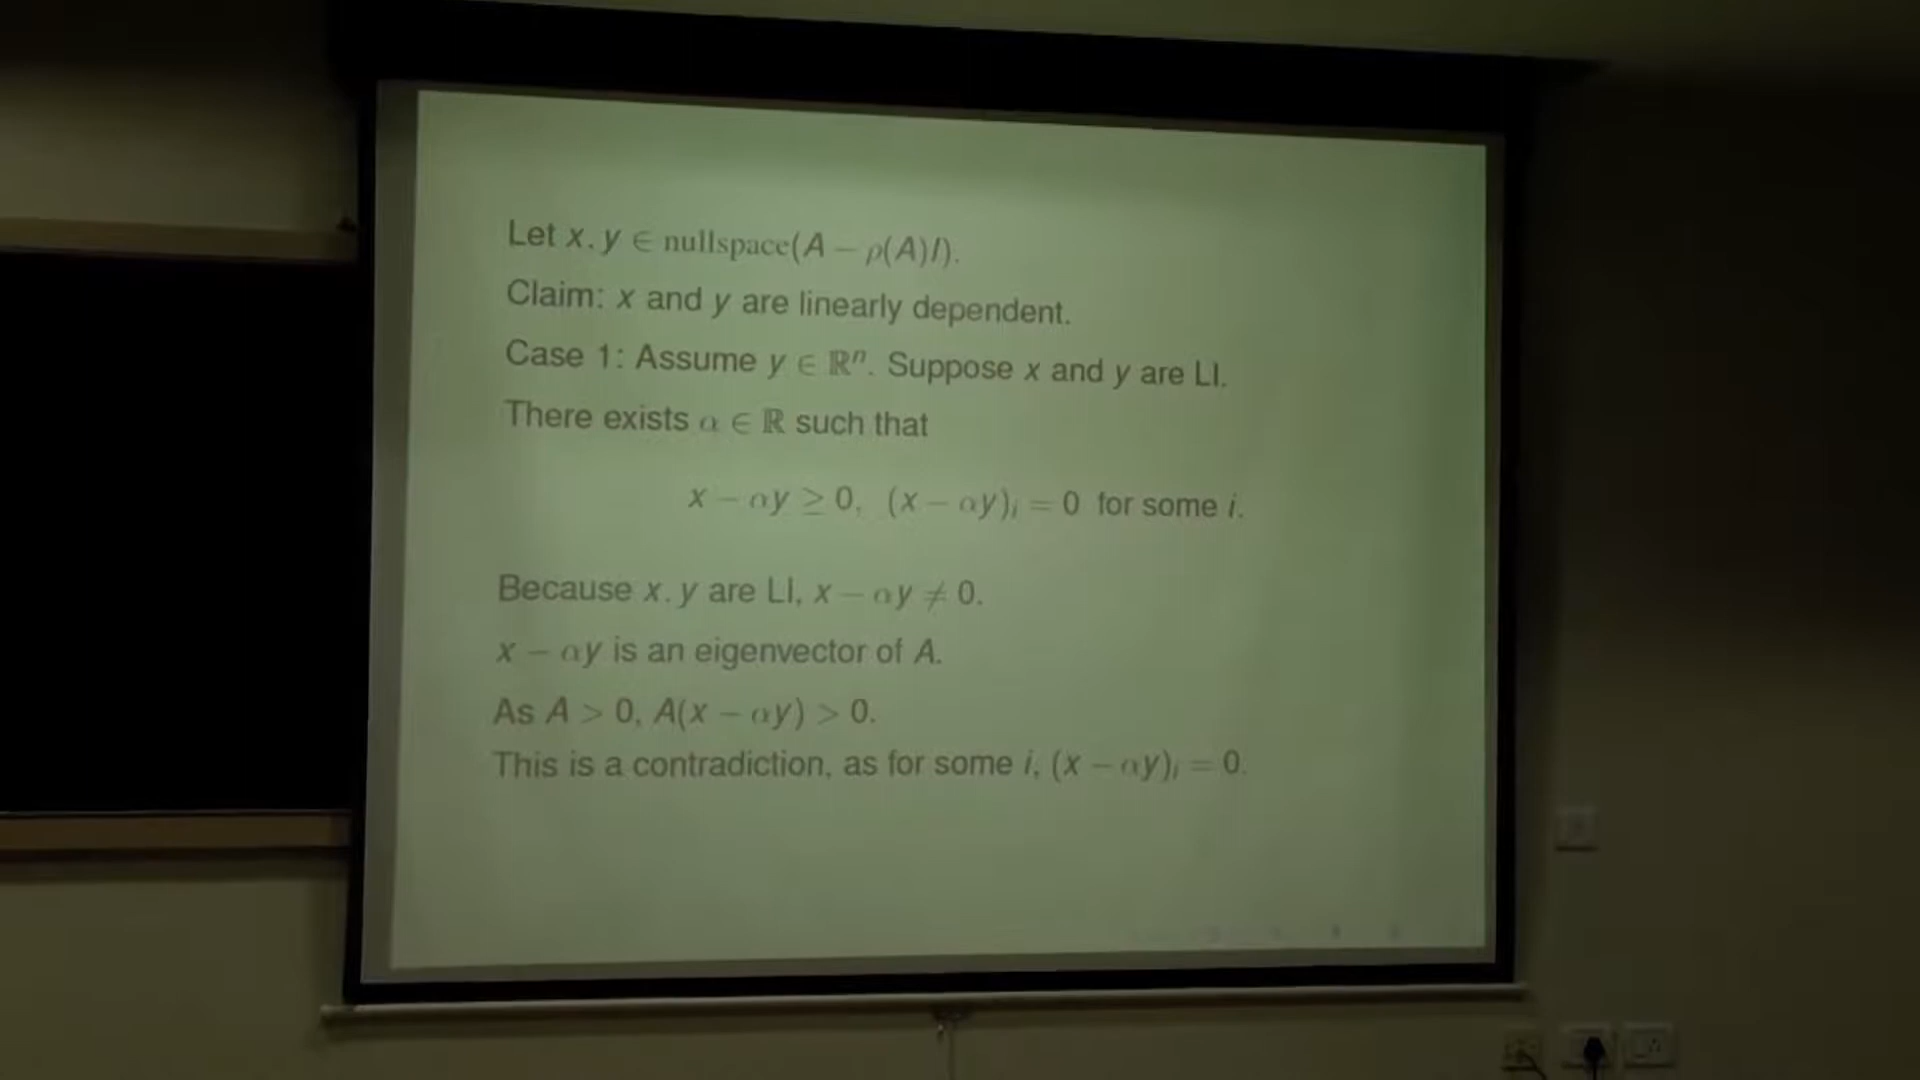 Let x, y ∈ nullspace(A − ρ(A)I).
Claim: x and y are linearly dependent.
Case 1: Assume y ∈ ℝⁿ. Suppose x and y are LI.
There exists α ∈ ℝ such that
x − αy ≥ 0, (x − αy)ᵢ = 0 for some i.
Because x, y are LI, x − αy ≠ 0.
x − αy is an eigenvector of A.
As A > 0, A(x − αy) > 0.
This is a contradiction, as for some i, (x − αy)ᵢ = 0.